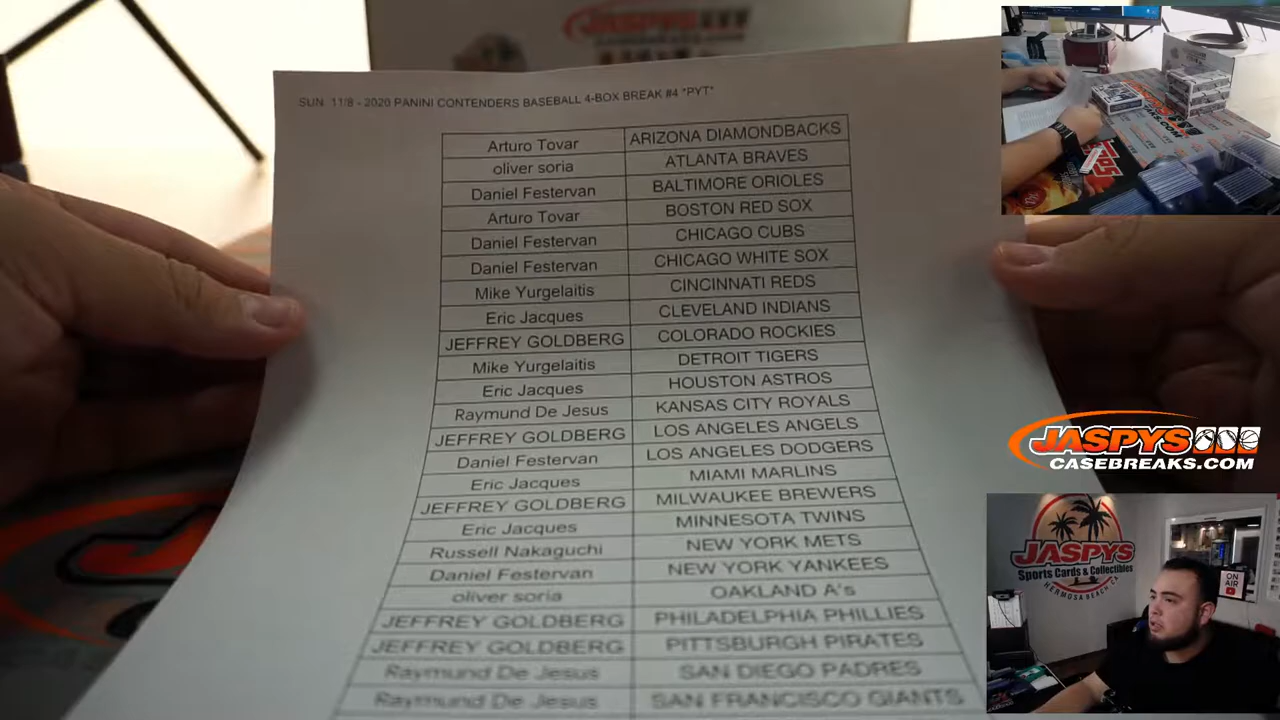 SUN 11/8 - 2020 PANINI CONTENDERS BASEBALL 4-BOX BREAK #4 "PYT"
Arturo Tovar ARIZONA DIAMONDBACKS
oliver soria ATLANTA BRAVES
Daniel Festervan BALTIMORE ORIOLES
Arturo Tovar BOSTON RED SOX
Daniel Festervan CHICAGO CUBS
Daniel Festervan CHICAGO WHITE SOX
Mike Yurgelaitis CINCINNATI REDS
Eric Jacques CLEVELAND INDIANS
JEFFREY GOLDBERG COLORADO ROCKIES
Mike Yurgelaitis DETROIT TIGERS
Eric Jacques HOUSTON ASTROS
Raymund De Jesus KANSAS CITY ROYALS
JEFFREY GOLDBERG LOS ANGELES ANGELS
Daniel Festervan LOS ANGELES DODGERS
Eric Jacques MIAMI MARLINS
JEFFREY GOLDBERG MILWAUKEE BREWERS
Eric Jacques MINNESOTA TWINS
Russell Nakaguchi NEW YORK METS
Daniel Festervan NEW YORK YANKEES
oliver soria OAKLAND A's
JEFFREY GOLDBERG PHILADELPHIA PHILLIES
JEFFREY GOLDBERG PITTSBURGH PIRATES
Raymund De Jesus SAN DIEGO PADRES
Raymund De Jesus SAN FRANCISCO GIANTS
JASPYS
JASPYS
CASEBREAKS.COM
JASPYS
Sports Cards & Collectibles
HERMOSA BEACH, CA
ON
AIR